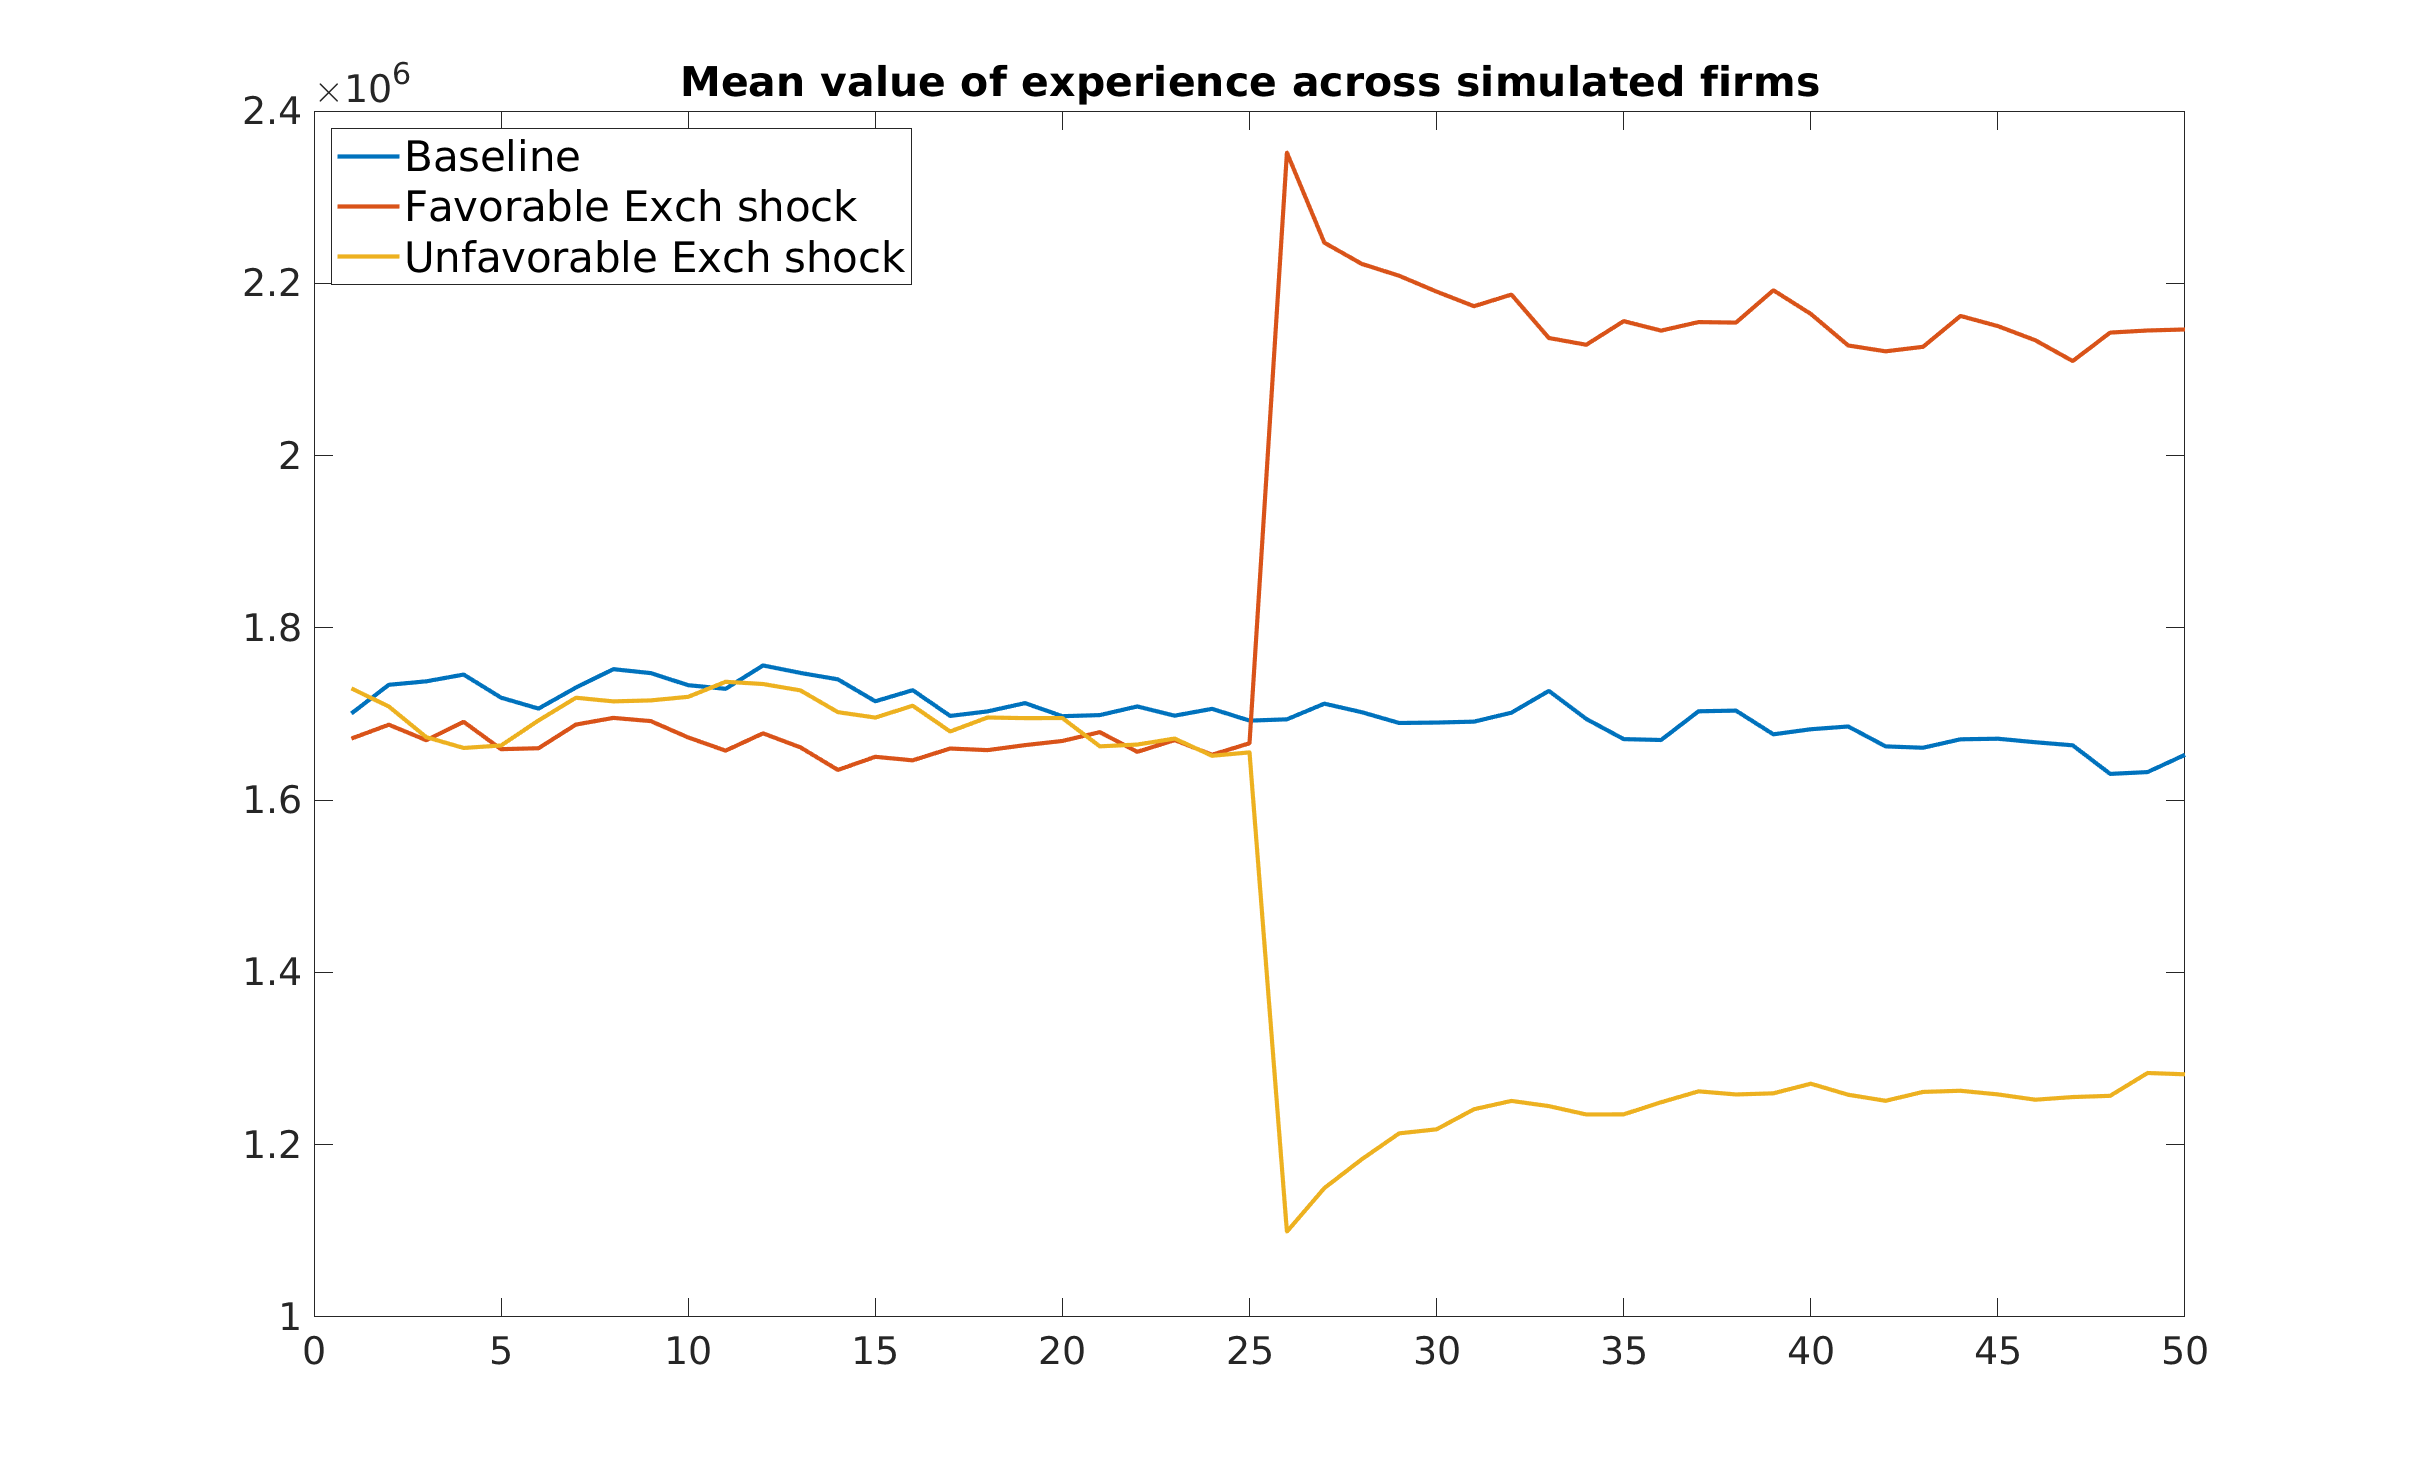 Mean value of experience across simulated firms
×10^6
Baseline
Favorable Exch shock
Unfavorable Exch shock
2.4
2.2
2
1.8
1.6
1.4
1.2
1
0 5 10 15 20 25 30 35 40 45 50